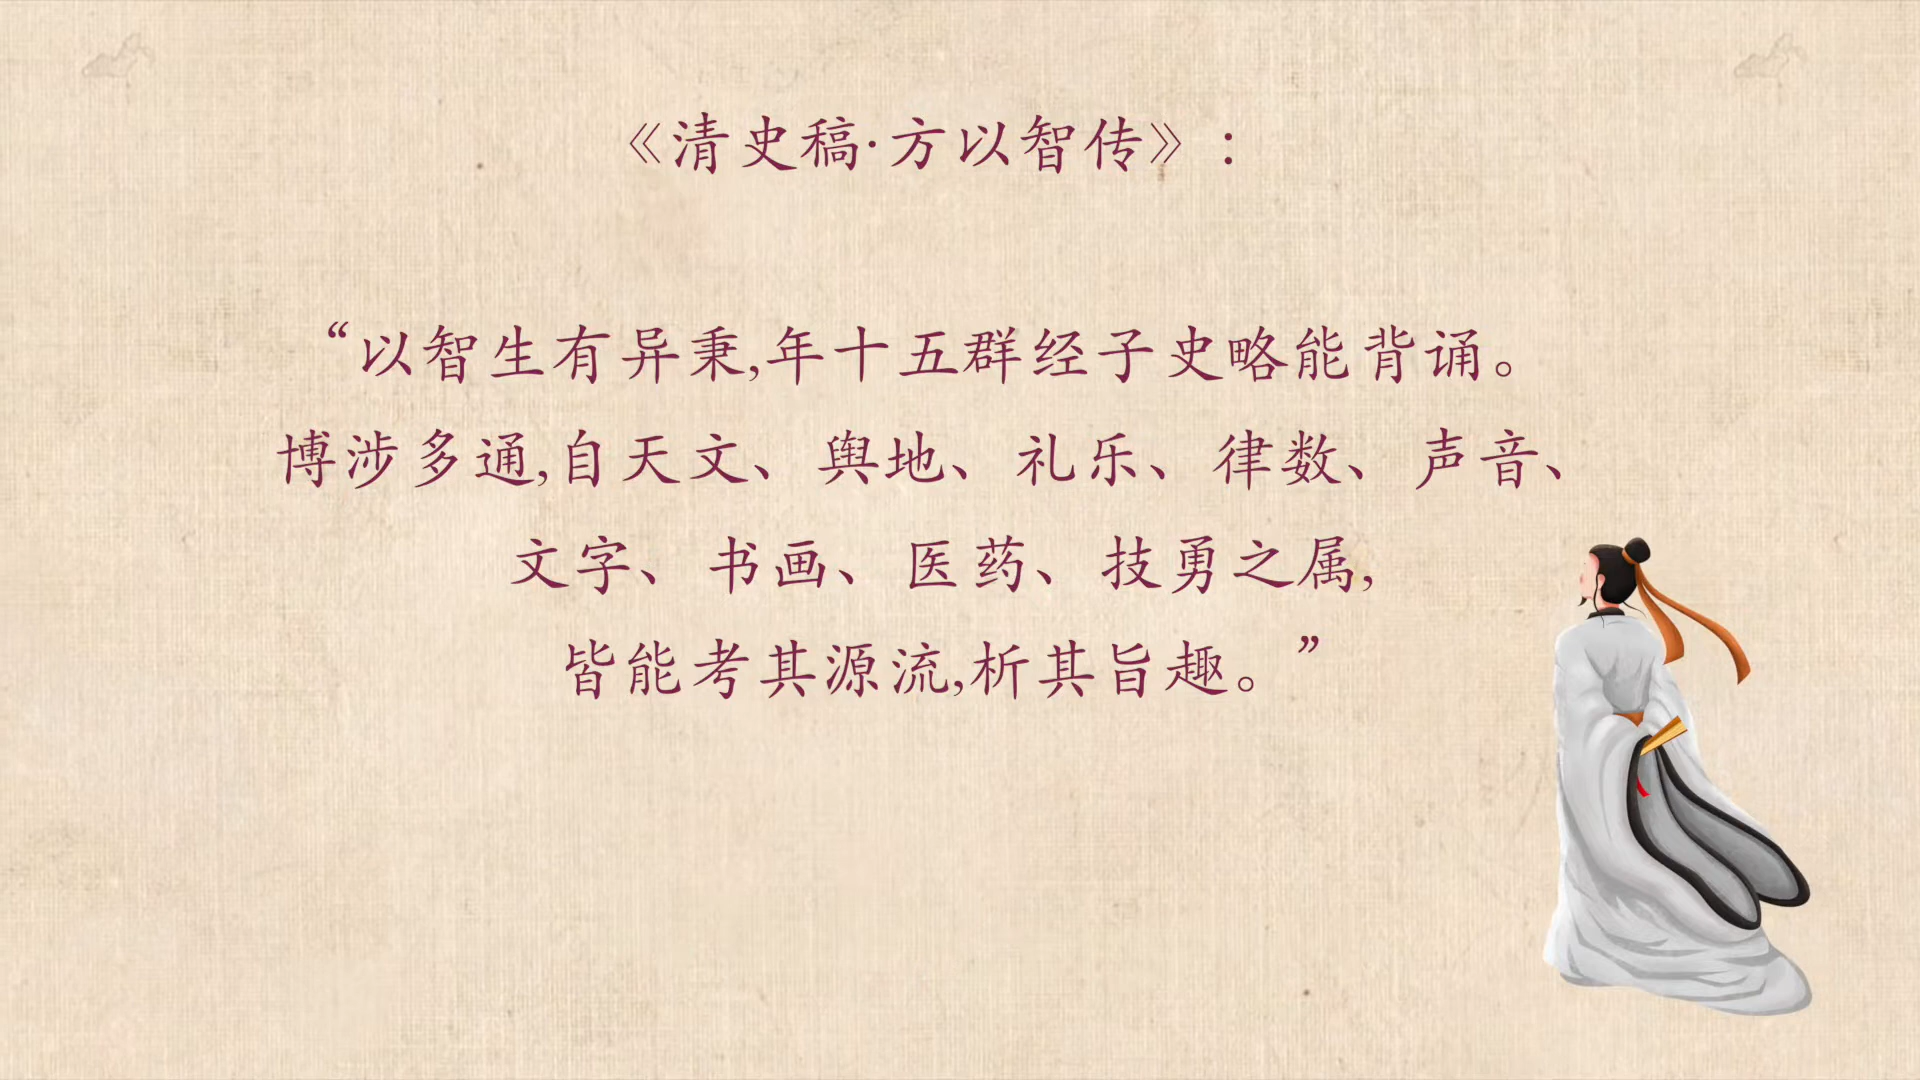 《清史稿·方以智传》:
“以智生有异秉,年十五群经子史略能背诵。
博涉多通,自天文、舆地、礼乐、律数、声音、
文字、书画、医药、技勇之属,
皆能考其源流,析其旨趣。”